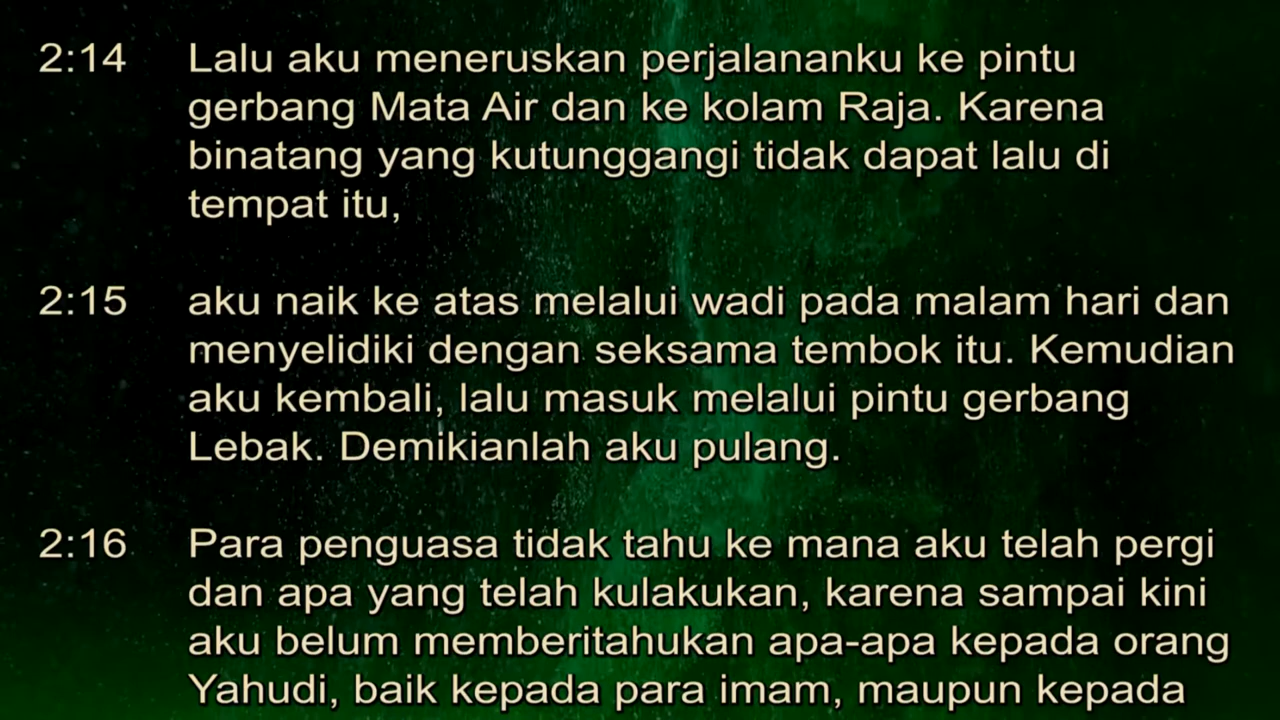 2:14 Lalu aku meneruskan perjalananku ke pintu
gerbang Mata Air dan ke kolam Raja. Karena
binatang yang kutunggangi tidak dapat lalu di
tempat itu,
2:15 aku naik ke atas melalui wadi pada malam hari dan
menyelidiki dengan seksama tembok itu. Kemudian
aku kembali, lalu masuk melalui pintu gerbang
Lebak. Demikianlah aku pulang.
2:16 Para penguasa tidak tahu ke mana aku telah pergi
dan apa yang telah kulakukan, karena sampai kini
aku belum memberitahukan apa-apa kepada orang
Yahudi, baik kepada para imam, maupun kepada